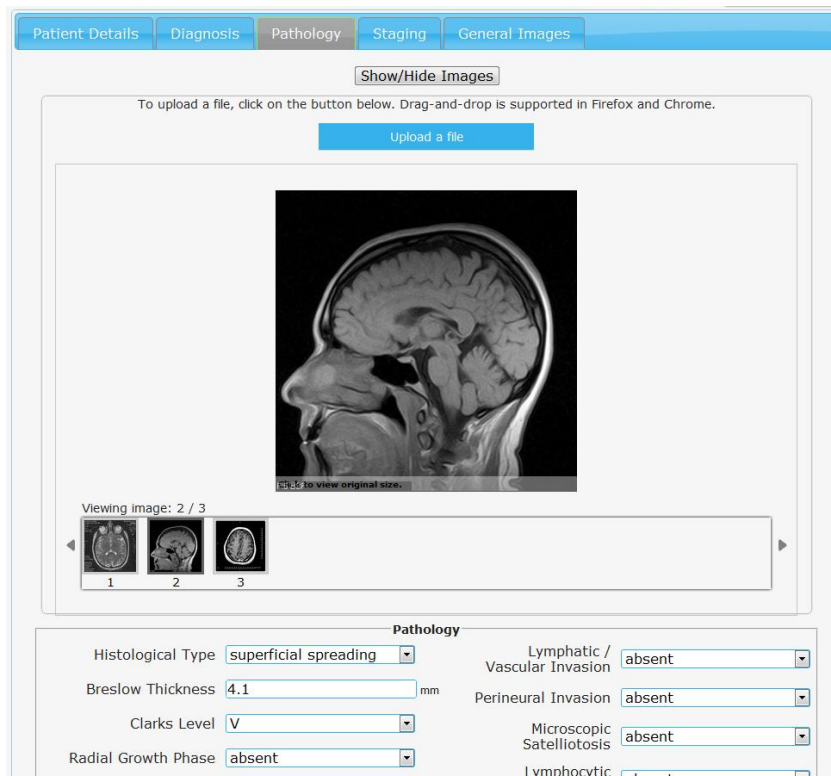 Patient Details Diagnosis Pathology Staging General Images
Show/Hide Images
To upload a file, click on the button below. Drag-and-drop is supported in Firefox and Chrome.
Upload a file
to view original size.
Viewing image: 2 / 3
1 2 3
Pathology
Histological Type superficial spreading
Lymphatic /
Vascular Invasion absent
Breslow Thickness 4.1 mm
Perineural Invasion absent
Clarks Level V
Microscopic
Satelliotosis absent
Radial Growth Phase absent
Lymphocytic
absent